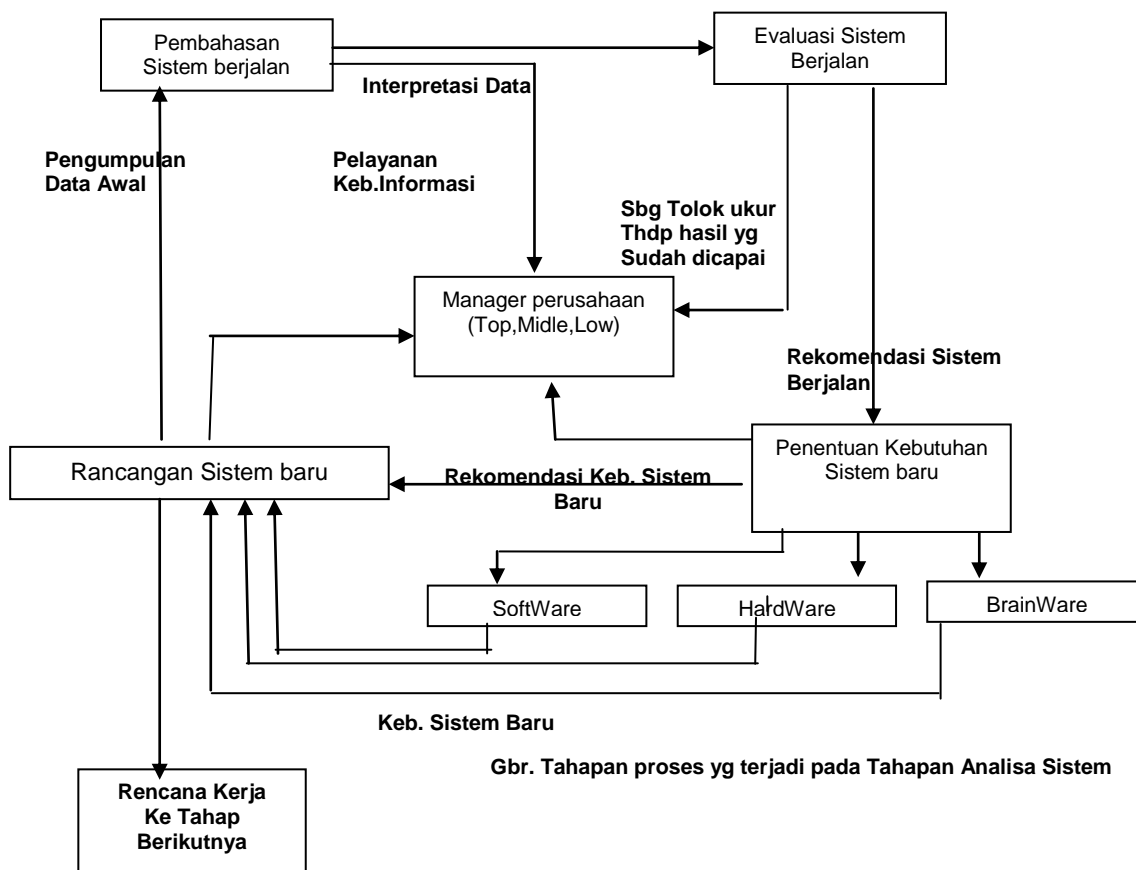 Pembahasan
Sistem berjalan
Evaluasi Sistem
Berjalan
Interpretasi Data
Pengumpulan
Data Awal
Pelayanan
Keb.Informasi
Sbg Tolok ukur
Thdp hasil yg
Sudah dicapai
Manager perusahaan
(Top,Midle,Low)
Rekomendasi Sistem
Berjalan
Penentuan Kebutuhan
Sistem baru
Rancangan Sistem baru
Rekomendasi Keb. Sistem
Baru
SoftWare
HardWare
BrainWare
Keb. Sistem Baru
Gbr. Tahapan proses yg terjadi pada Tahapan Analisa Sistem
Rencana Kerja
Ke Tahap
Berikutnya